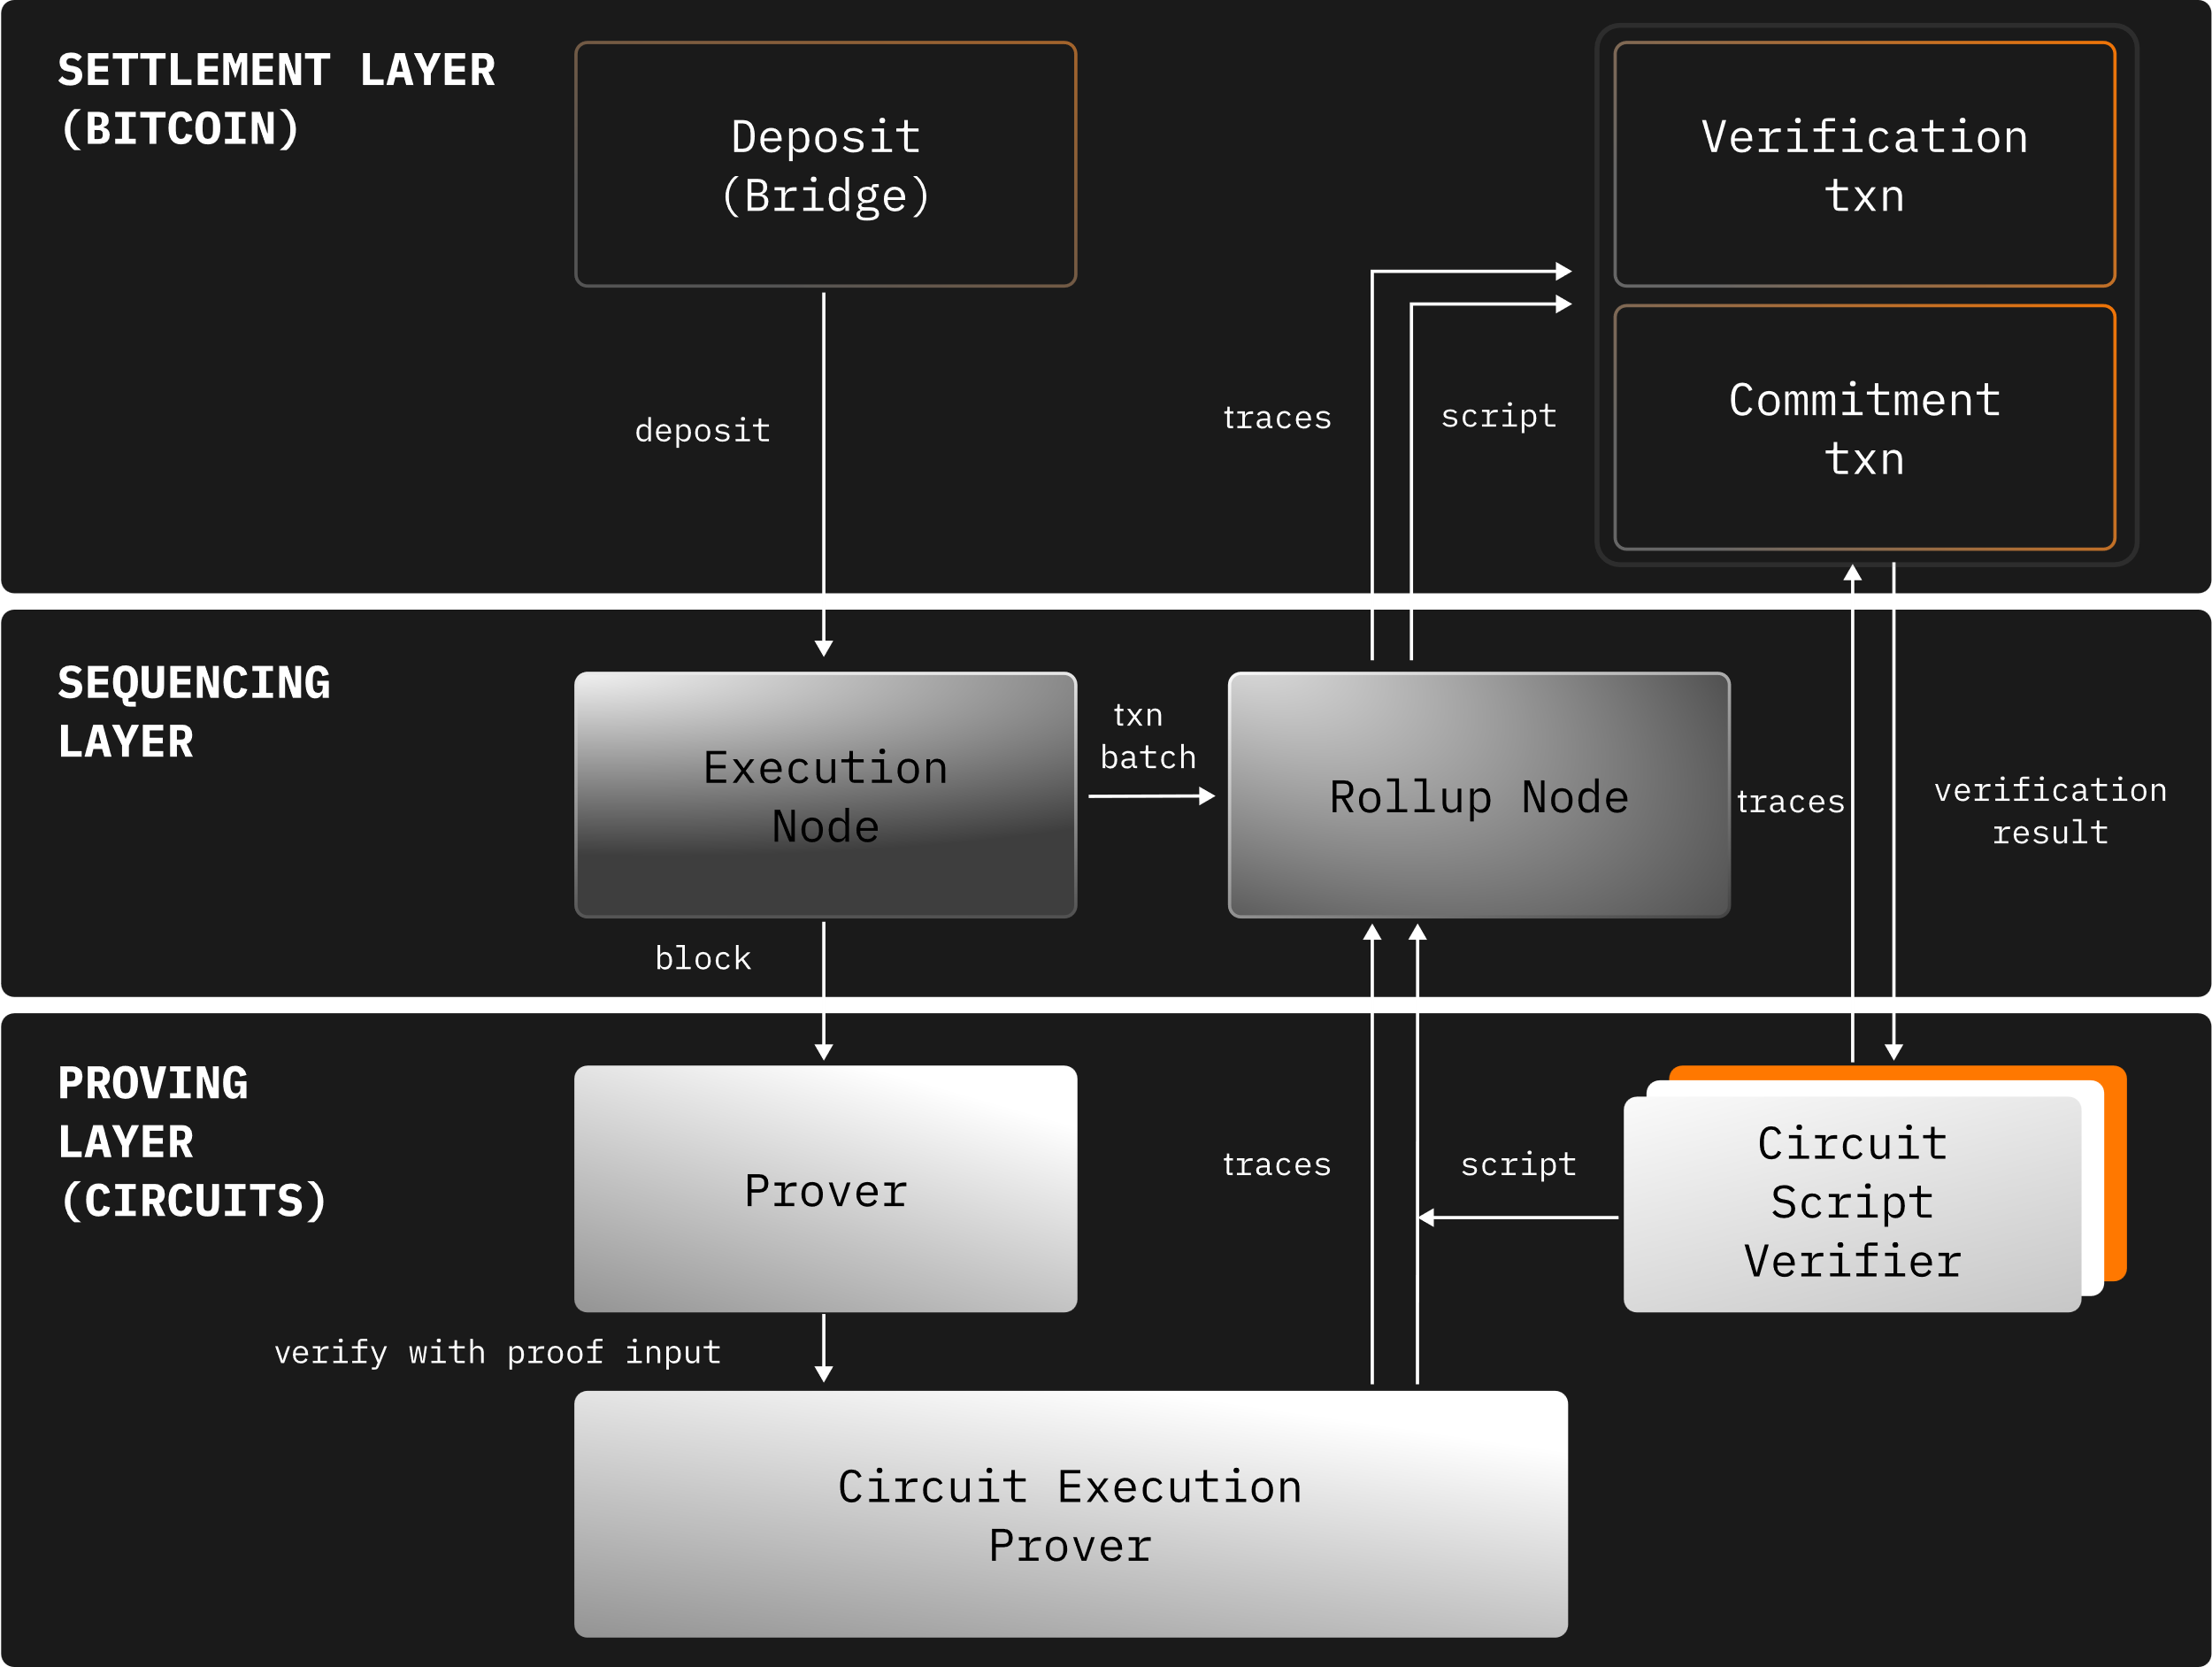 SETTLEMENT LAYER
(BITCOIN)
Deposit
(Bridge)
Verification
txn
Commitment
txn
deposit
traces
script
SEQUENCING
LAYER
Execution
Node
txn
batch
Rollup Node
traces
verification
result
block
PROVING
LAYER
(CIRCUITS)
Prover
traces
script
Circuit
Script
Verifier
verify with proof input
Circuit Execution
Prover